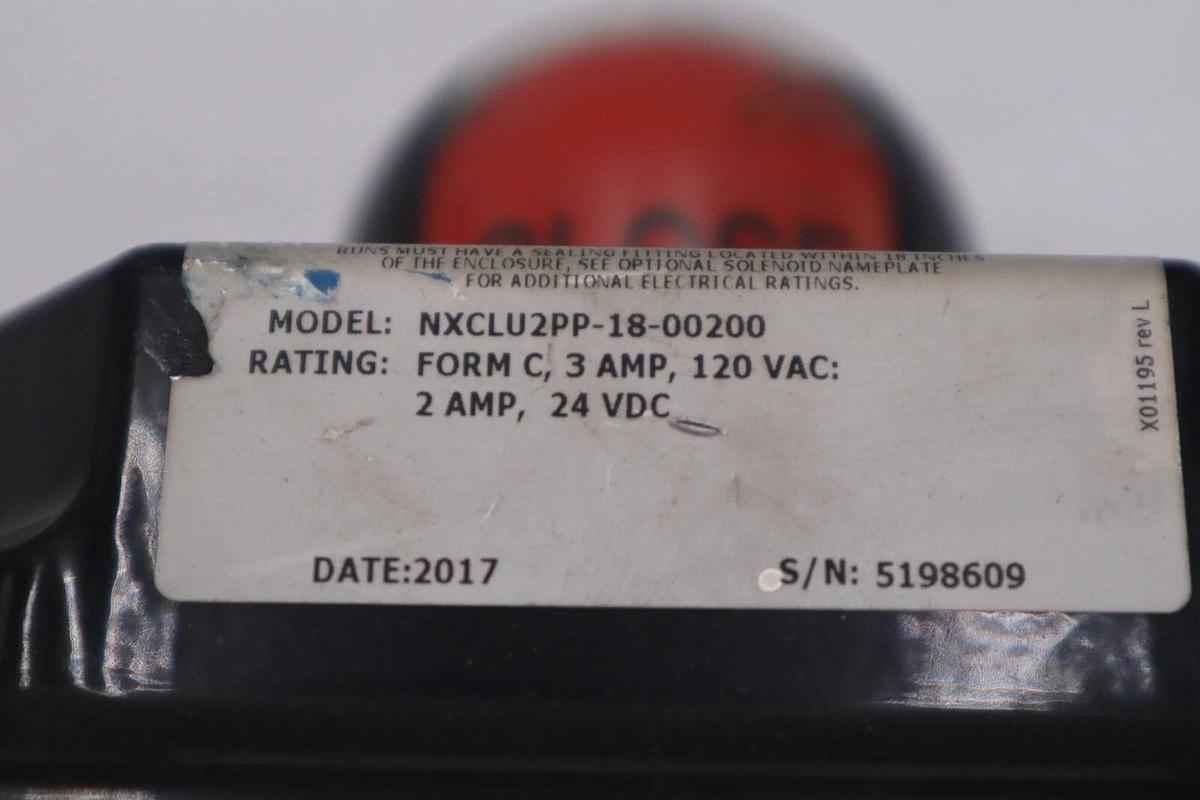 RUNS MUST HAVE A SEALING FITTING LOCATED WITHIN 18 INCHES
OF THE ENCLOSURE, SEE OPTIONAL SOLENOID NAMEPLATE
FOR ADDITIONAL ELECTRICAL RATINGS.
MODEL: NXCLU2PP-18-00200
RATING: FORM C, 3 AMP, 120 VAC:
2 AMP, 24 VDC
DATE:2017 S/N: 5198609
X01195 rev L